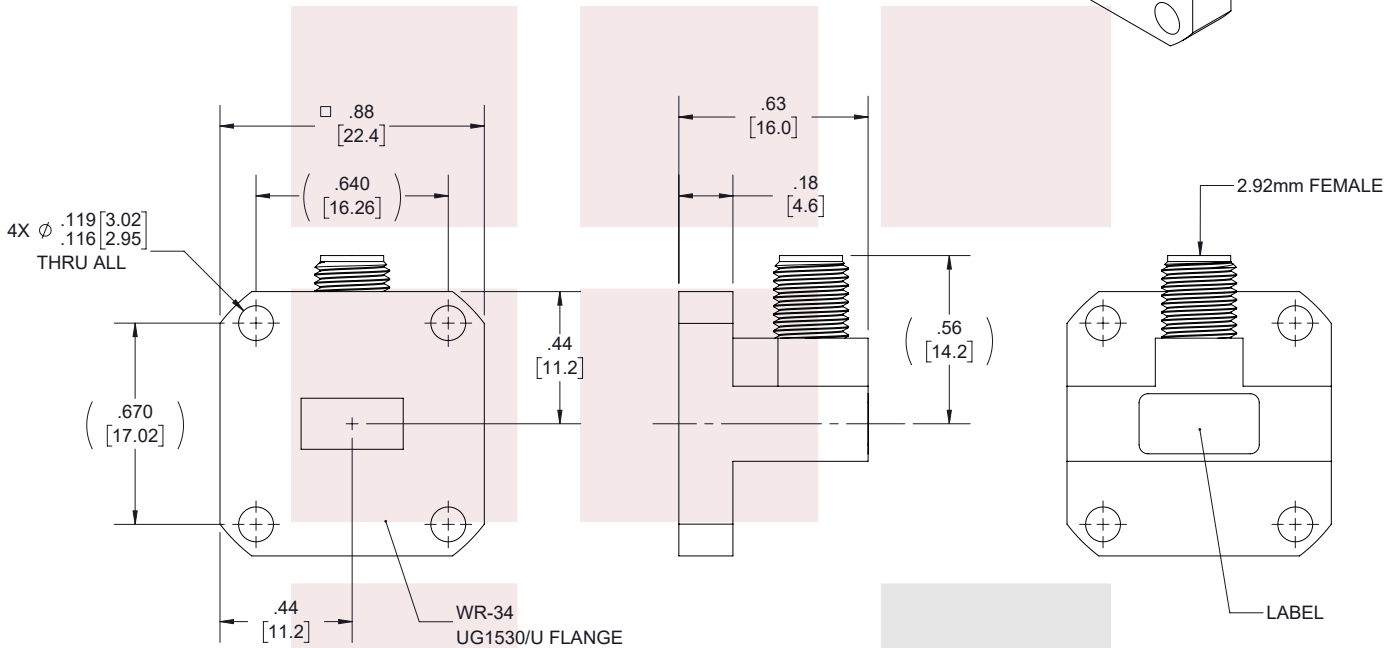 □ .88
[22.4]
( .640 )
[16.26]
4X ⌀ .119[3.02]
.116[2.95]
THRU ALL
.44
[11.2]
( .670 )
[17.02]
.44
[11.2]
WR-34
UG1530/U FLANGE
.63
[16.0]
.18
[4.6]
( .56 )
[14.2]
2.92mm FEMALE
LABEL